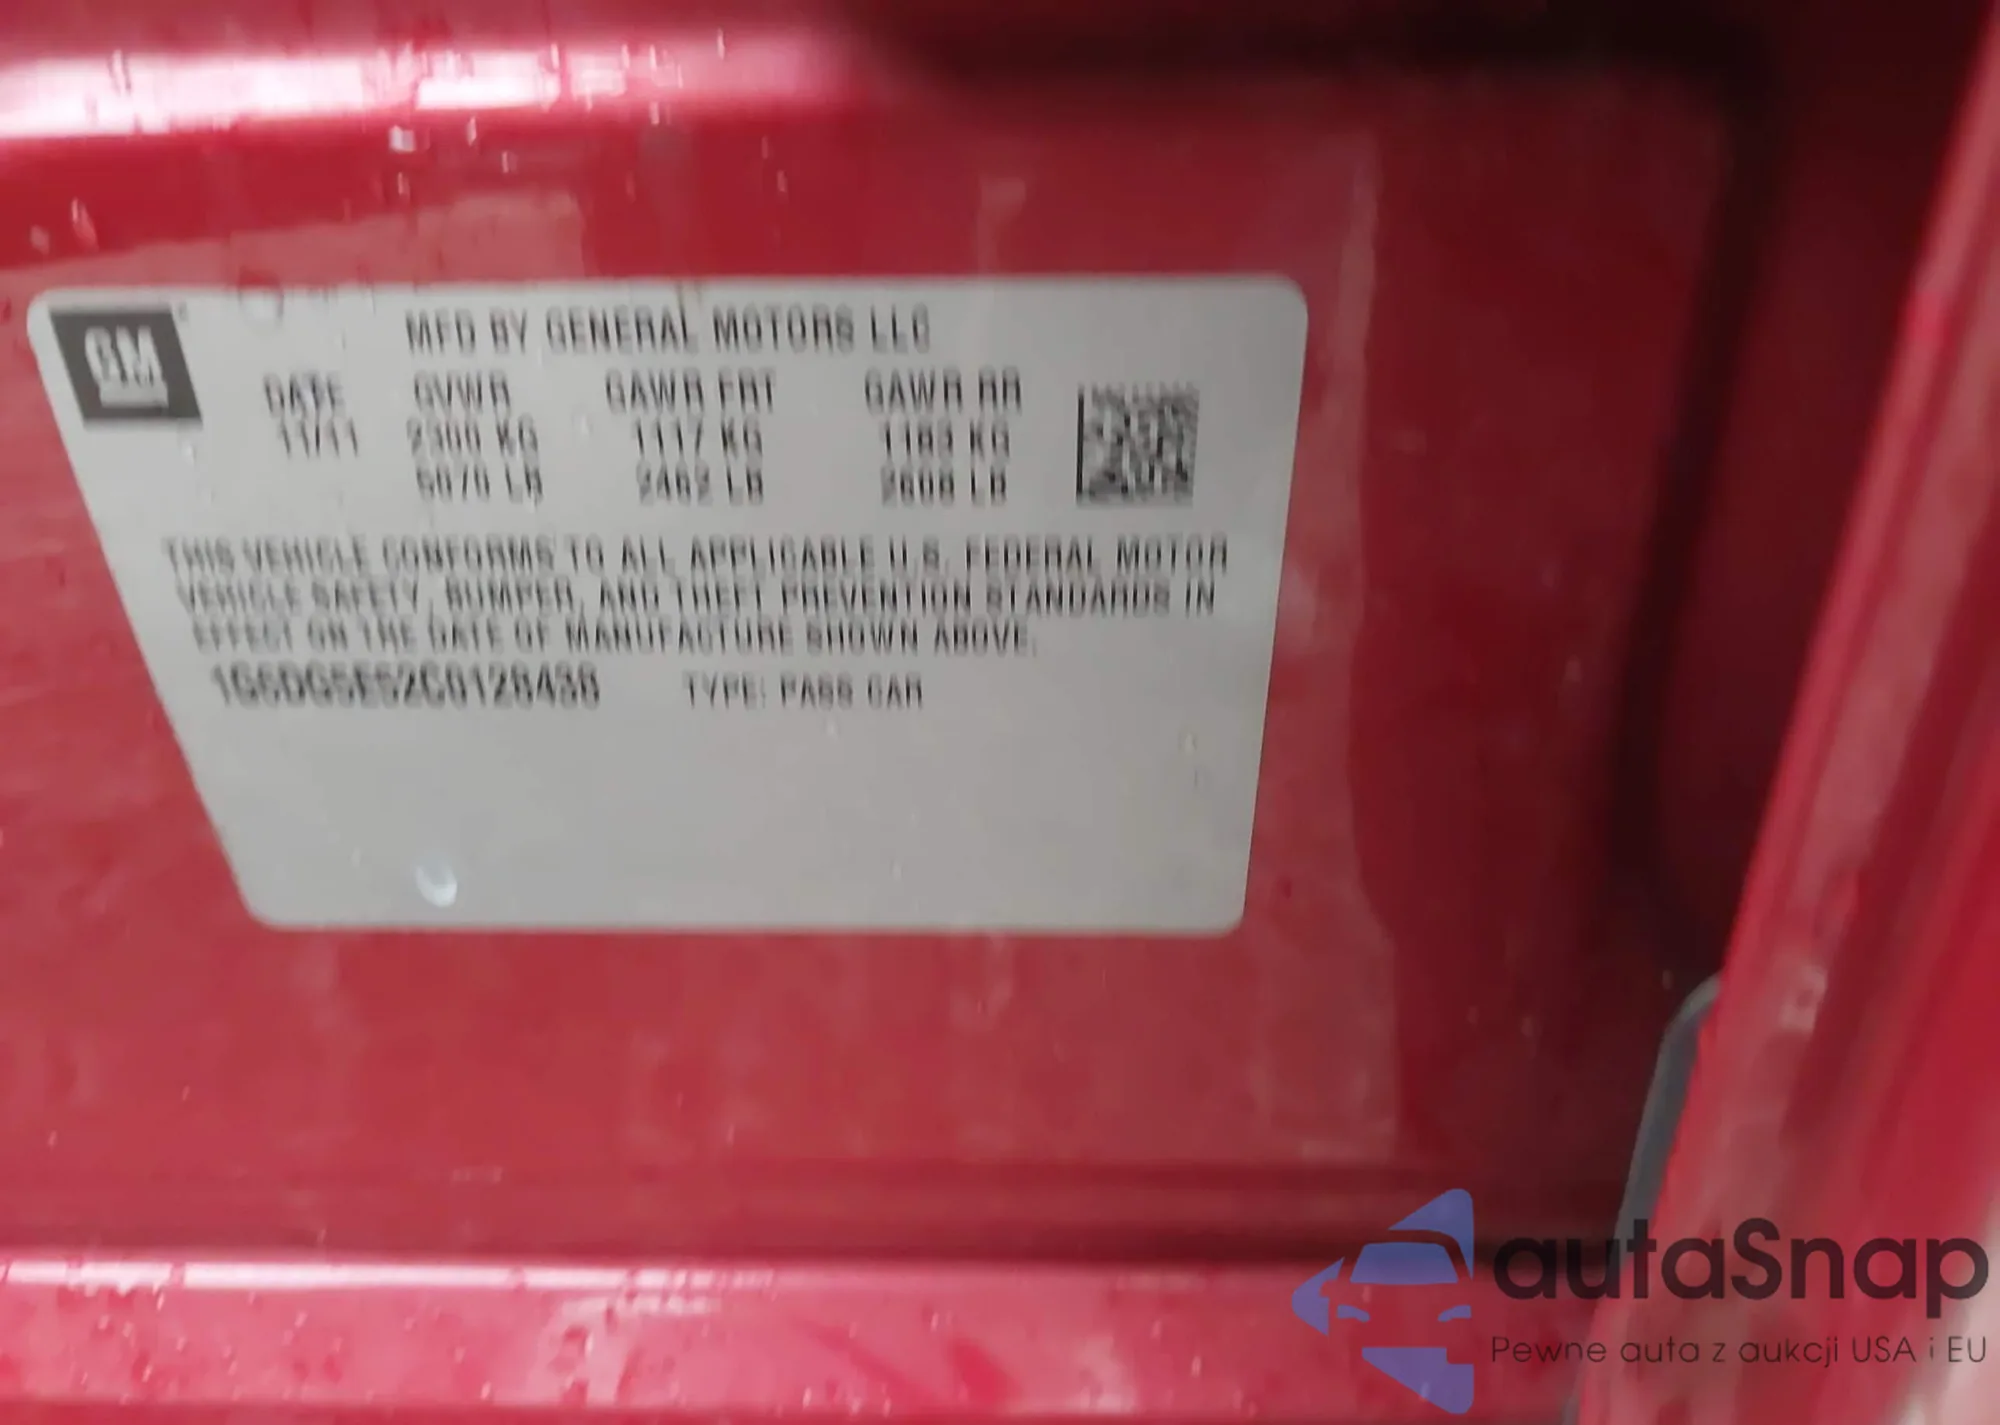 GM
MFD BY GENERAL MOTORS LLC
DATE GVWR GAWR FRT GAWR RR
11/11 2300 KG 1117 KG 1183 KG
5070 LB 2462 LB 2608 LB
THIS VEHICLE CONFORMS TO ALL APPLICABLE U.S. FEDERAL MOTOR
VEHICLE SAFETY, BUMPER, AND THEFT PREVENTION STANDARDS IN
EFFECT ON THE DATE OF MANUFACTURE SHOWN ABOVE.
1G6DG5E52C0128438 TYPE: PASS CAR
autaSnap
Pewne auta z aukcji USA i EU